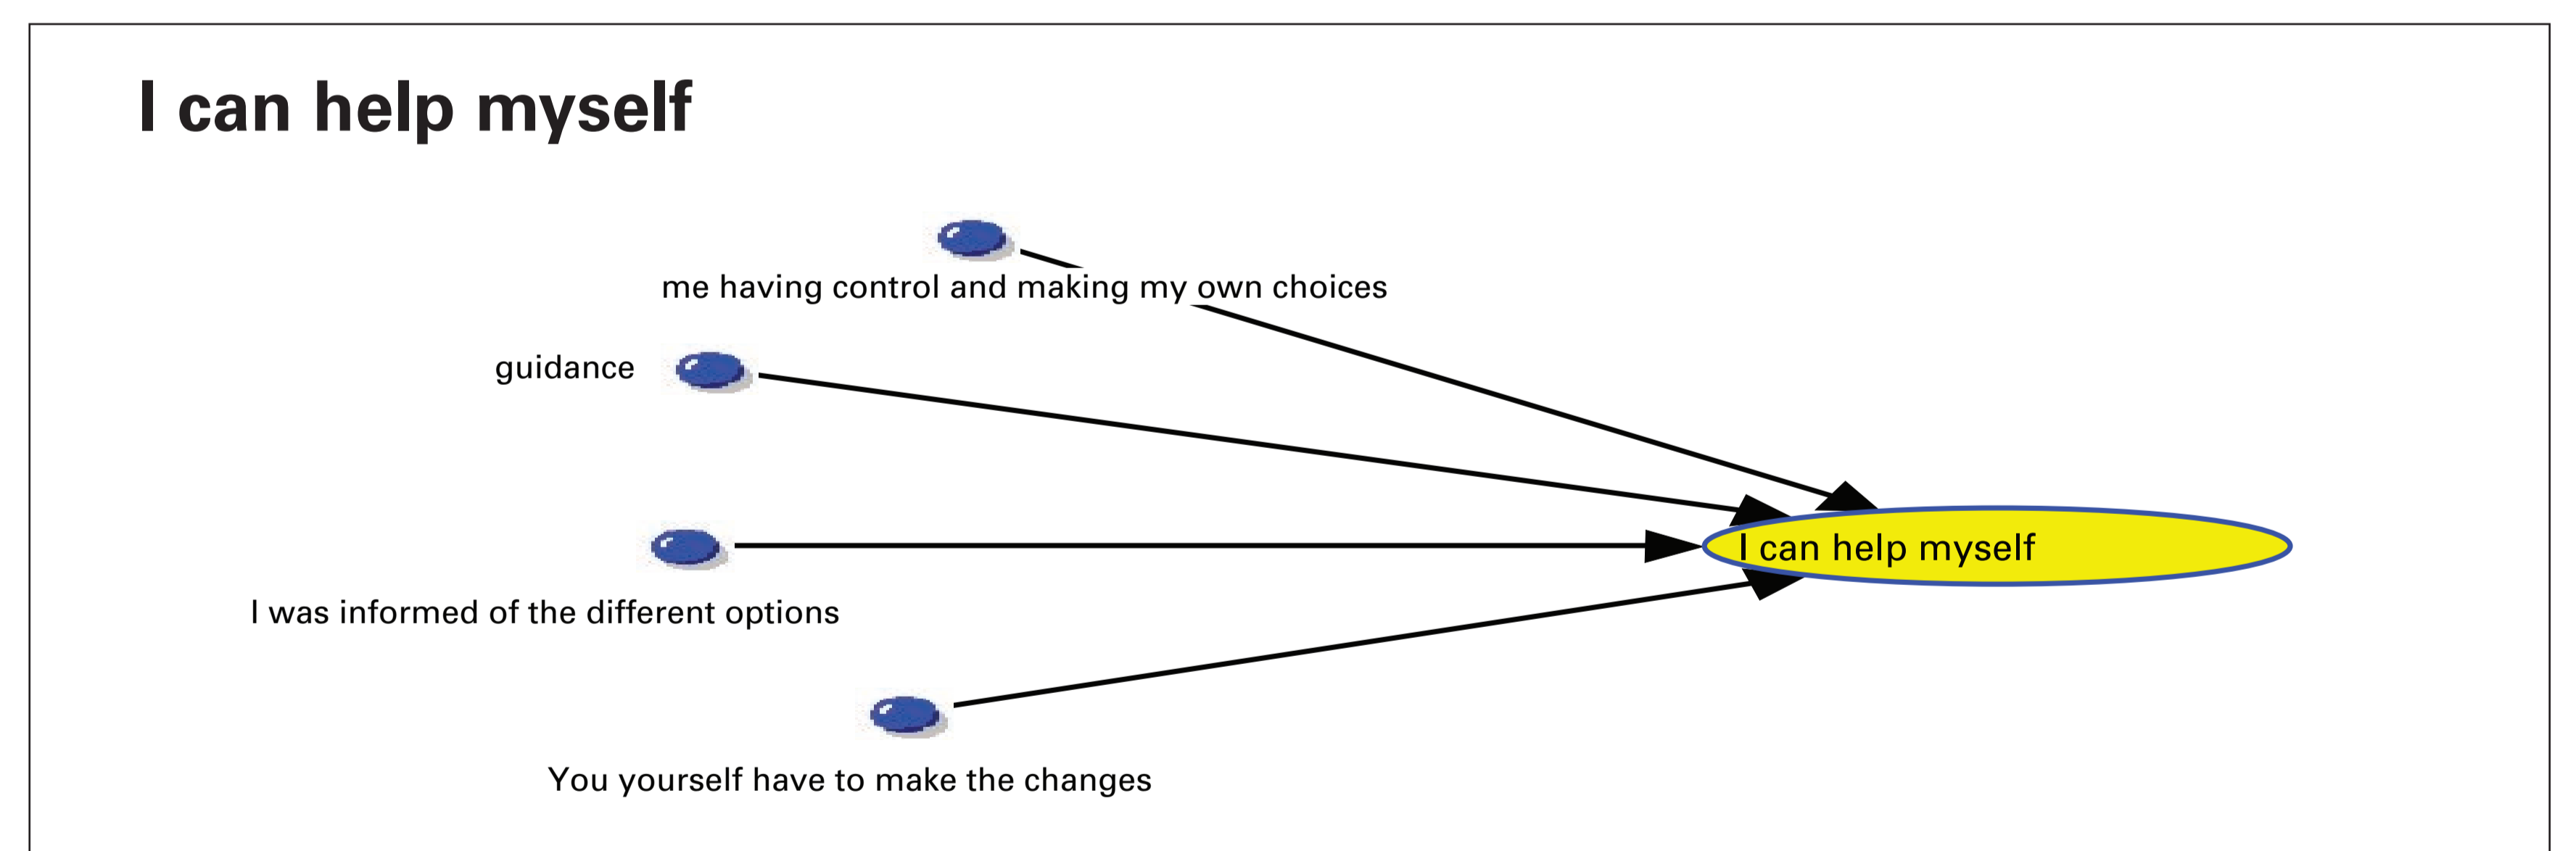 I can help myself
me having control and making my own choices
guidance
I can help myself
I was informed of the different options
You yourself have to make the changes